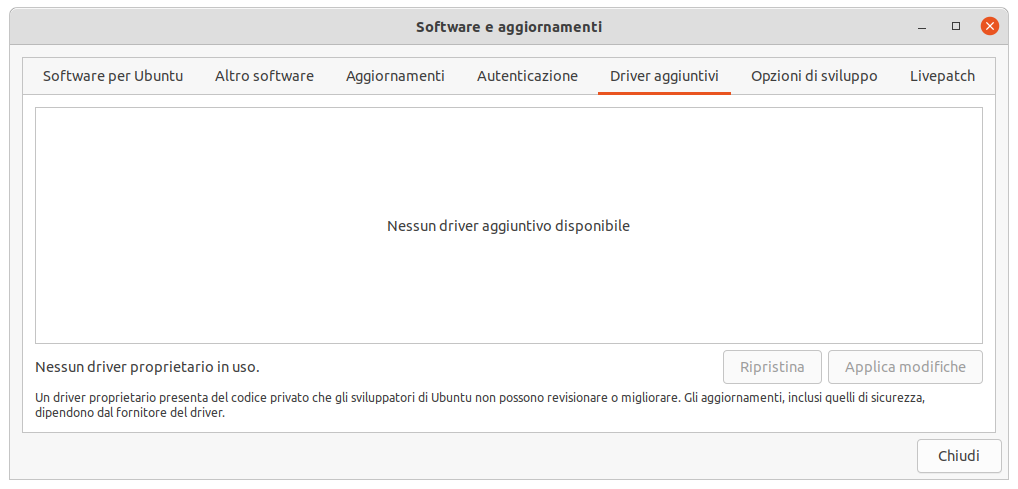 Software e aggiornamenti
Software per Ubuntu
Altro software
Aggiornamenti
Autenticazione
Driver aggiuntivi
Opzioni di sviluppo
Livepatch
Nessun driver aggiuntivo disponibile
Nessun driver proprietario in uso.
Ripristina
Applica modifiche
Un driver proprietario presenta del codice privato che gli sviluppatori di Ubuntu non possono revisionare o migliorare. Gli aggiornamenti, inclusi quelli di sicurezza,
dipendono dal fornitore del driver.
Chiudi